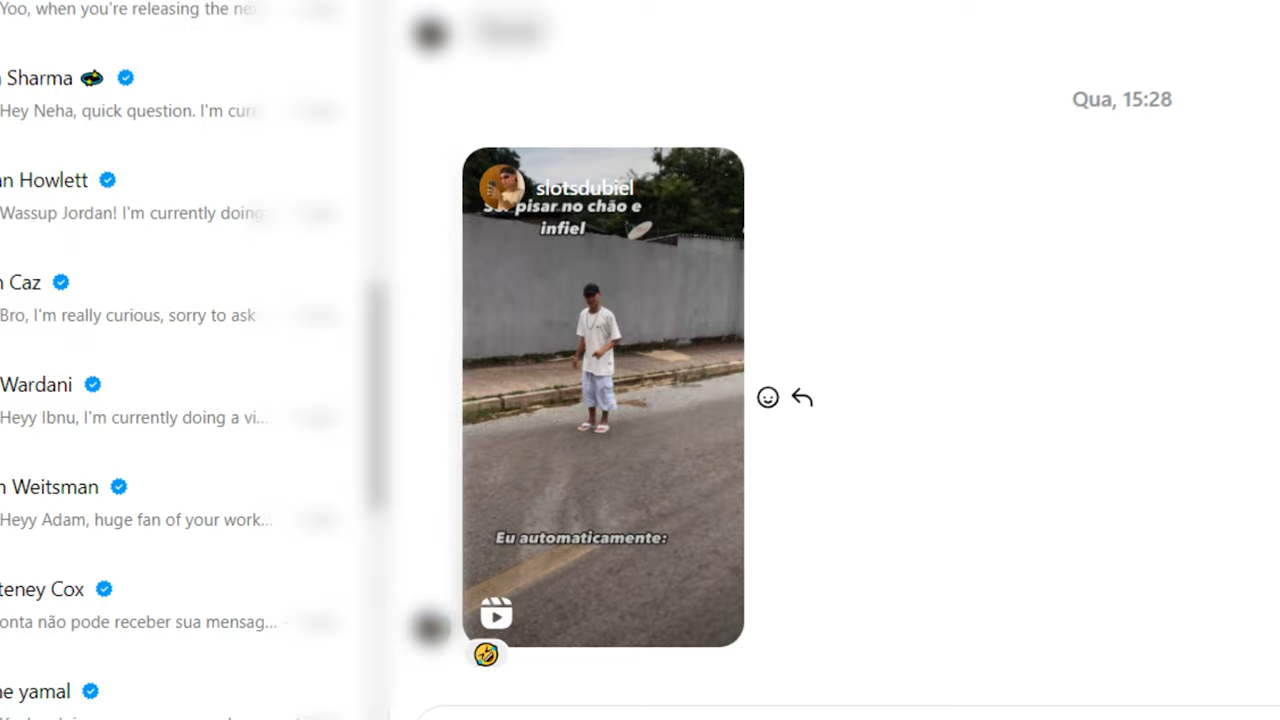 Yoo, when you're releasing the
Sharma
Hey Neha, quick question. I'm curr
n Howlett
Wassup Jordan! I'm currently doing
n Caz
Bro, I'm really curious, sorry to ask
Wardani
Heyy Ibnu, I'm currently doing a vi...
n Weitsman
Heyy Adam, huge fan of your work...
teney Cox
onta não pode receber sua mensag...
ne yamal
Qua, 15:28
slotsdubiel
pisar no chão e
infiel
Eu automaticamente: